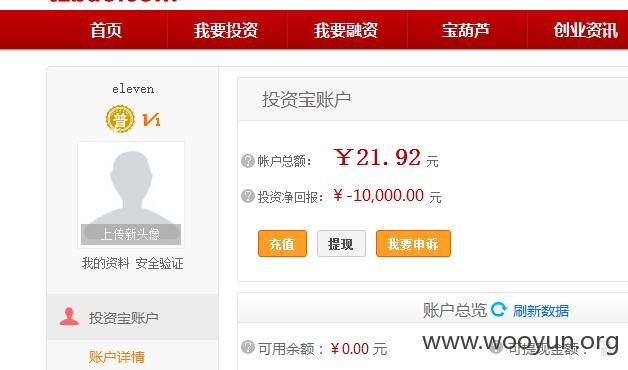 首页 我要投资 我要融资 宝葫芦 创业资讯
eleven
普 V1
上传新头像
我的资料 安全验证
投资宝账户
账户详情
投资宝账户
帐户总额： ￥21.92 元
投资净回报： ￥-10,000.00 元
充值 提现 我要申诉
账户总览 刷新数据
可用余额： ￥0.00 元 可提现金额：
www.wooyun.org